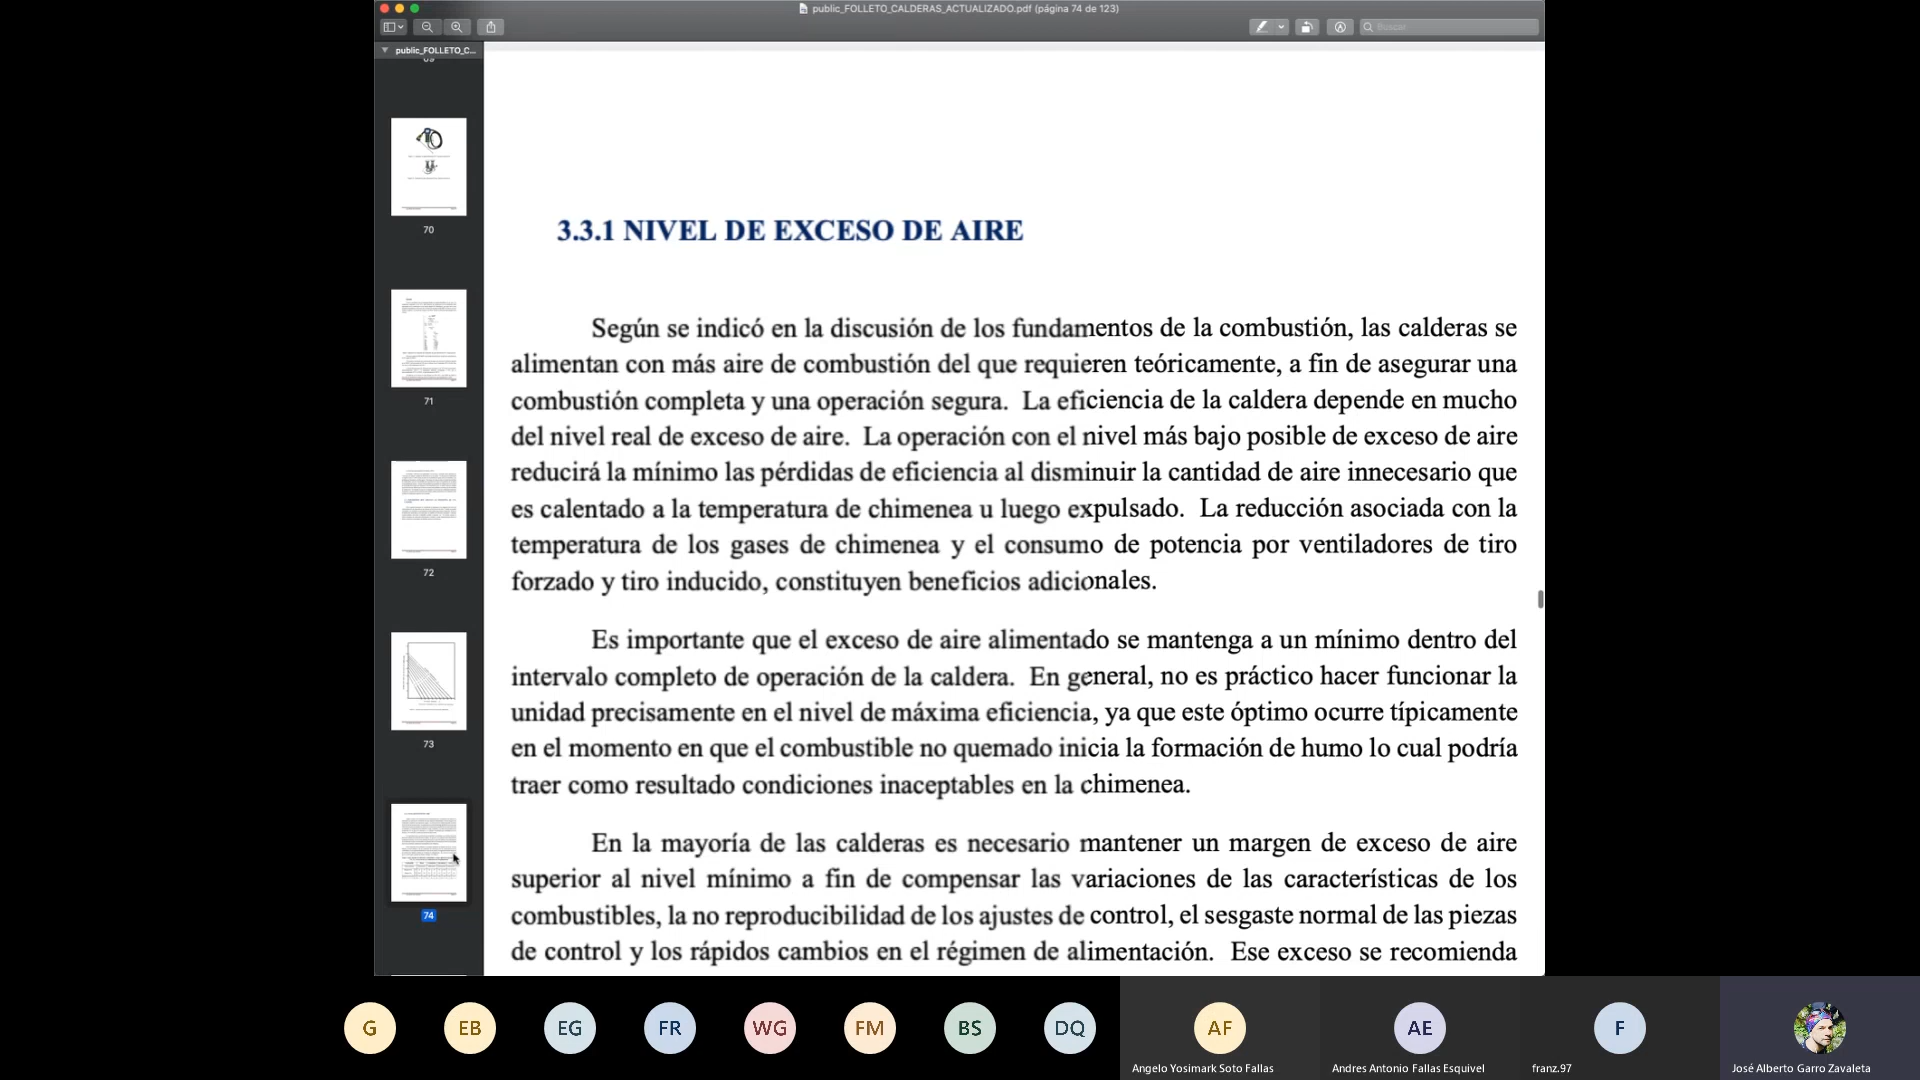 public_FOLLETO_CALDERAS_ACTUALIZADO.pdf (página 74 de 123)
Buscar
public_FOLLETO_C...
69
70
71
72
73
74
3.3.1 NIVEL DE EXCESO DE AIRE
Según se indicó en la discusión de los fundamentos de la combustión, las calderas se
alimentan con más aire de combustión del que requieren teóricamente, a fin de asegurar una
combustión completa y una operación segura. La eficiencia de la caldera depende en mucho
del nivel real de exceso de aire. La operación con el nivel más bajo posible de exceso de aire
reducirá la mínimo las pérdidas de eficiencia al disminuir la cantidad de aire innecesario que
es calentado a la temperatura de chimenea u luego expulsado. La reducción asociada con la
temperatura de los gases de chimenea y el consumo de potencia por ventiladores de tiro
forzado y tiro inducido, constituyen beneficios adicionales.
Es importante que el exceso de aire alimentado se mantenga a un mínimo dentro del
intervalo completo de operación de la caldera. En general, no es práctico hacer funcionar la
unidad precisamente en el nivel de máxima eficiencia, ya que este óptimo ocurre típicamente
en el momento en que el combustible no quemado inicia la formación de humo lo cual podría
traer como resultado condiciones inaceptables en la chimenea.
En la mayoría de las calderas es necesario mantener un margen de exceso de aire
superior al nivel mínimo a fin de compensar las variaciones de las características de los
combustibles, la no reproducibilidad de los ajustes de control, el sesgaste normal de las piezas
de control y los rápidos cambios en el régimen de alimentación. Ese exceso se recomienda
G EB EG FR WG FM BS DQ AF AE F
Angelo Yosimark Soto Fallas Andres Antonio Fallas Esquivel franz.97 José Alberto Garro Zavaleta